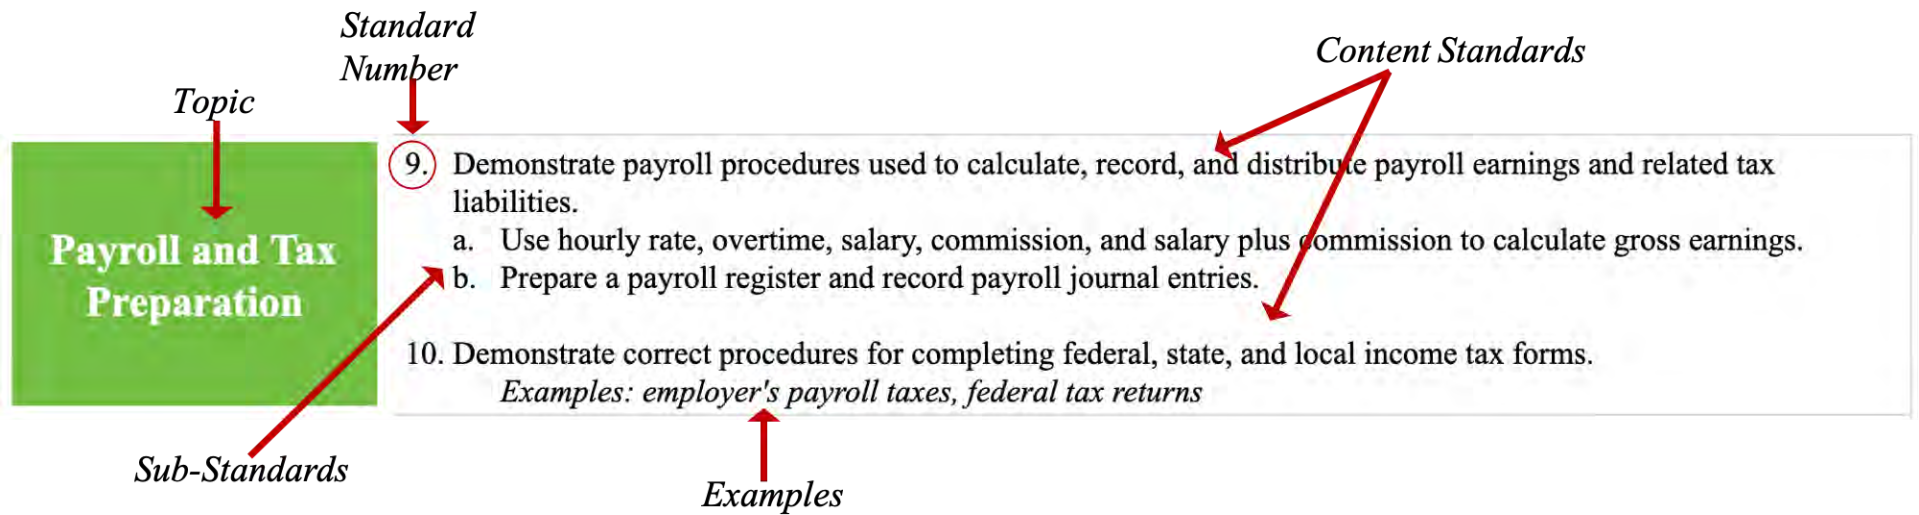 Standard
Number
Content Standards
Topic
9. Demonstrate payroll procedures used to calculate, record, and distribute payroll earnings and related tax
liabilities.
a. Use hourly rate, overtime, salary, commission, and salary plus commission to calculate gross earnings.
b. Prepare a payroll register and record payroll journal entries.
Payroll and Tax
Preparation
10. Demonstrate correct procedures for completing federal, state, and local income tax forms.
Examples: employer's payroll taxes, federal tax returns
Sub-Standards
Examples